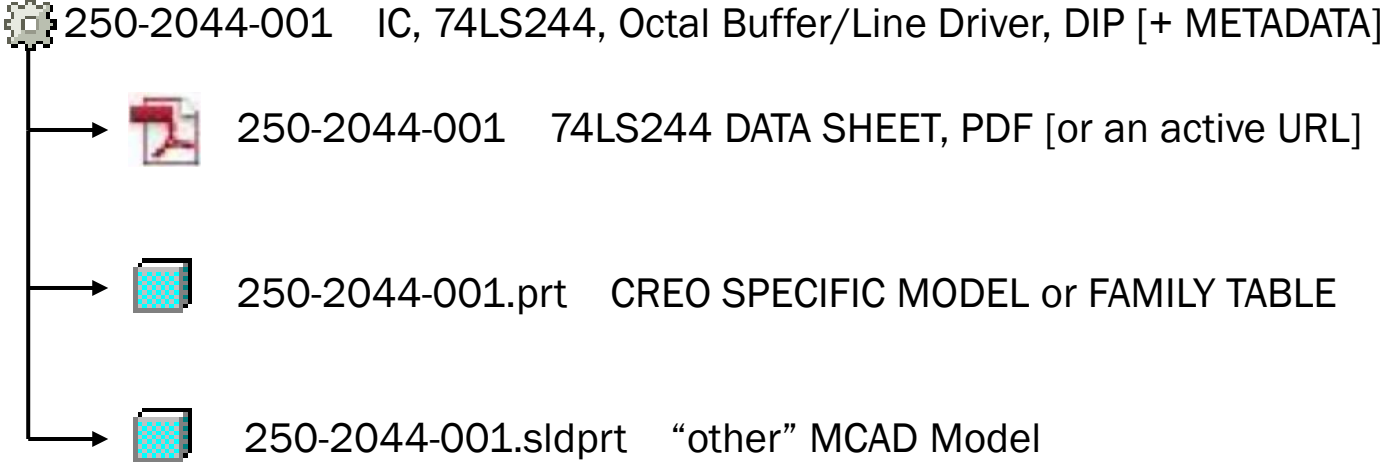 250-2044-001 IC, 74LS244, Octal Buffer/Line Driver, DIP [+ METADATA]
250-2044-001 74LS244 DATA SHEET, PDF [or an active URL]
250-2044-001.prt CREO SPECIFIC MODEL or FAMILY TABLE
250-2044-001.sldprt “other” MCAD Model